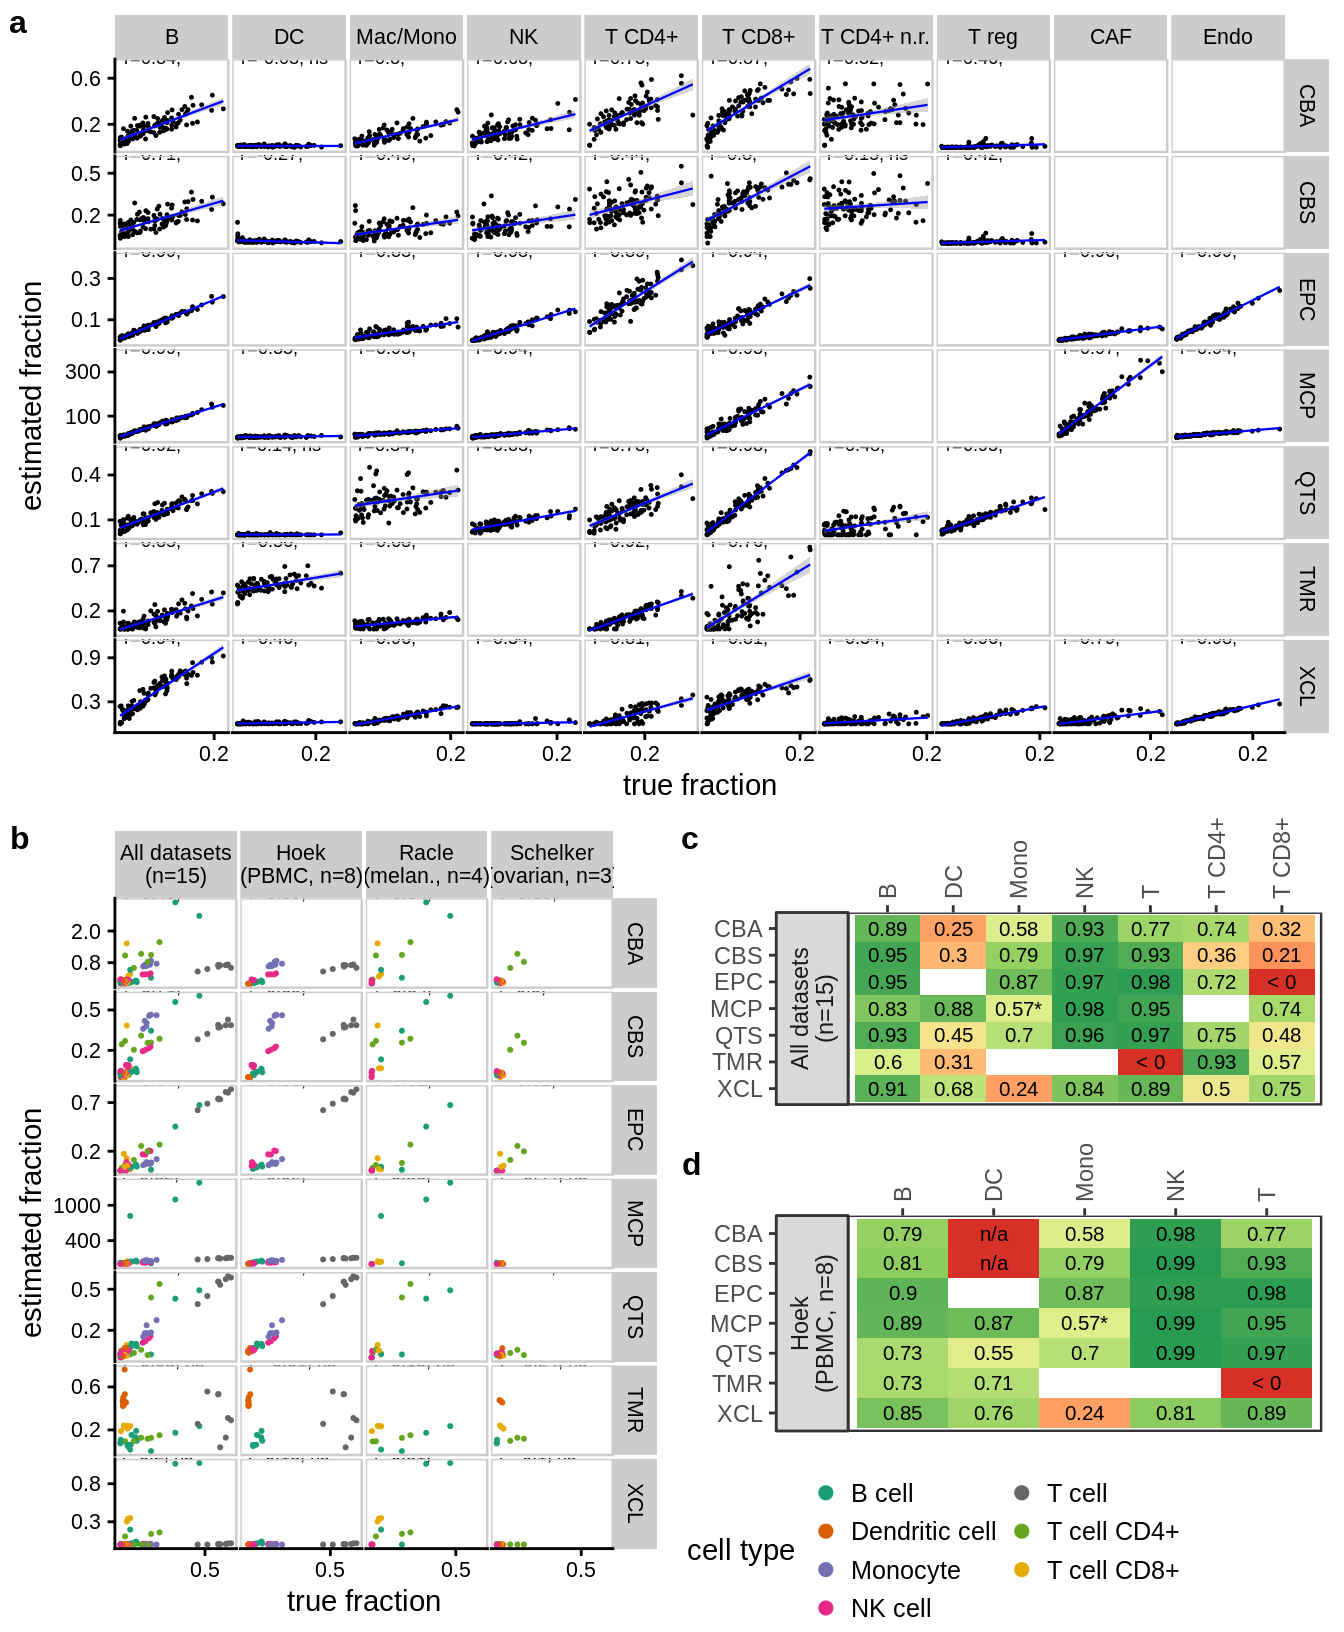 a
B DC Mac/Mono NK T CD4+ T CD8+ T CD4+ n.r. T reg CAF Endo
estimated fraction
0.6
0.2
CBA
0.5
0.2
CBS
0.3
0.1
EPC
300
100
MCP
0.4
0.1
QTS
0.7
0.2
TMR
0.9
0.3
XCL
0.2 0.2 0.2 0.2 0.2 0.2 0.2 0.2 0.2 0.2
true fraction
b
All datasets
(n=15)
Hoek
(PBMC, n=8)
Racle
(melan., n=4)
Schelker
(ovarian, n=3)
estimated fraction
2.0
0.8
CBA
0.5
0.2
CBS
0.7
0.2
EPC
1000
400
MCP
0.5
0.2
QTS
0.6
0.2
TMR
0.8
0.3
XCL
0.5 0.5 0.5 0.5
true fraction
c
B DC Mono NK T T CD4+ T CD8+
All datasets
(n=15)
CBA 0.89 0.25 0.58 0.93 0.77 0.74 0.32
CBS 0.95 0.3 0.79 0.97 0.93 0.36 0.21
EPC 0.95 0.87 0.97 0.98 0.72 < 0
MCP 0.83 0.88 0.57* 0.98 0.95 0.74
QTS 0.93 0.45 0.7 0.96 0.97 0.75 0.48
TMR 0.6 0.31 < 0 0.93 0.57
XCL 0.91 0.68 0.24 0.84 0.89 0.5 0.75
d
B DC Mono NK T
Hoek
(PBMC, n=8)
CBA 0.79 n/a 0.58 0.98 0.77
CBS 0.81 n/a 0.79 0.99 0.93
EPC 0.9 0.87 0.98 0.98
MCP 0.89 0.87 0.57* 0.99 0.95
QTS 0.73 0.55 0.7 0.99 0.97
TMR 0.73 0.71 < 0
XCL 0.85 0.76 0.24 0.81 0.89
cell type
B cell
Dendritic cell
Monocyte
NK cell
T cell
T cell CD4+
T cell CD8+